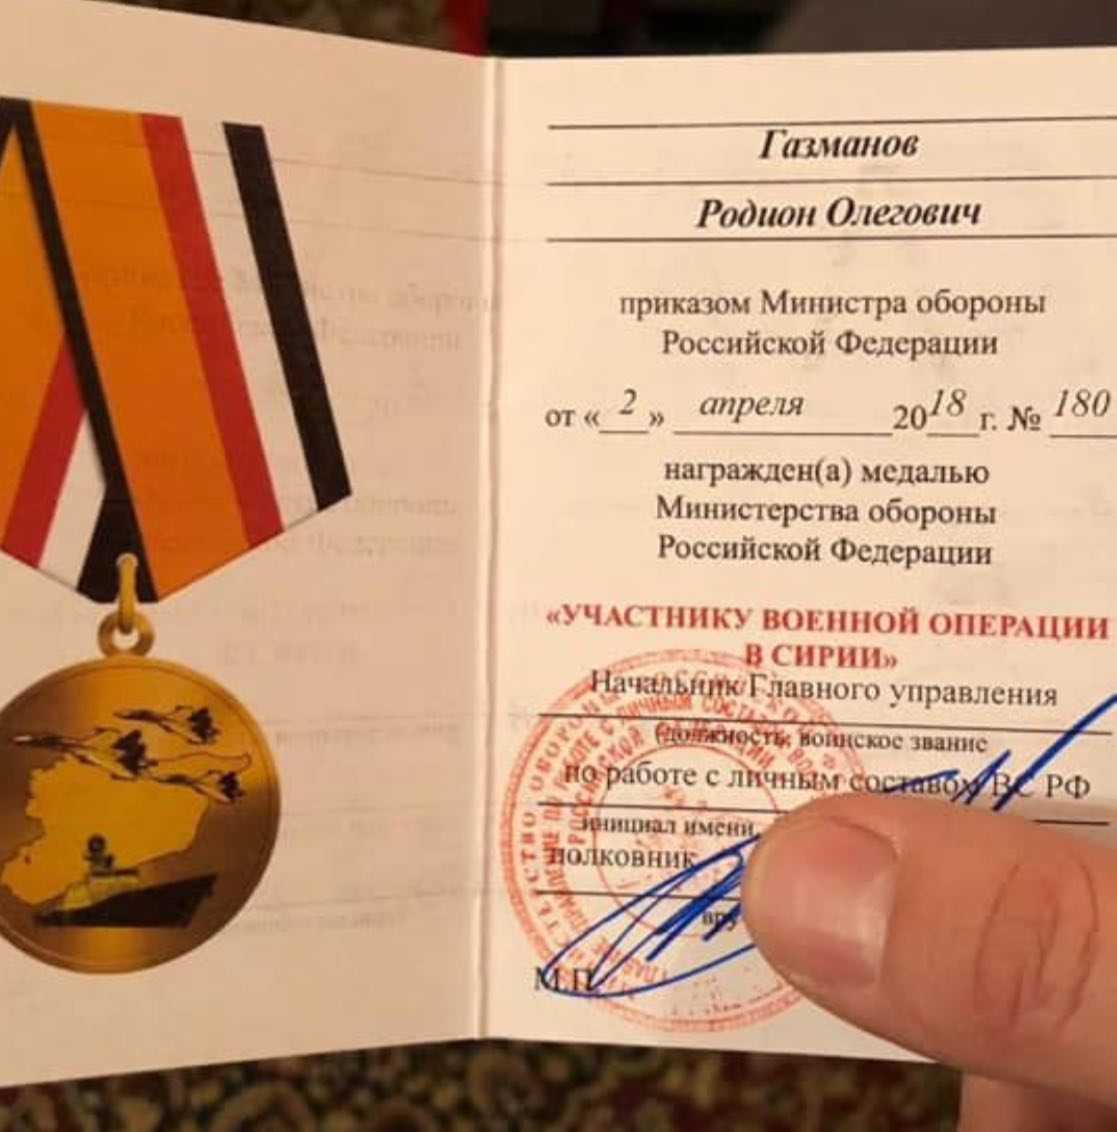 Газманов
Родион Олегович
приказом Министра обороны
Российской Федерации
от «2» апреля 2018 г. № 180
награжден(а) медалью
Министерства обороны
Российской Федерации
«УЧАСТНИКУ ВОЕННОЙ ОПЕРАЦИИ
В СИРИИ»
Начальник Главного управления
(должность, воинское звание
по работе с личным составом ВС РФ
инициал имени,
полковник
М.П.